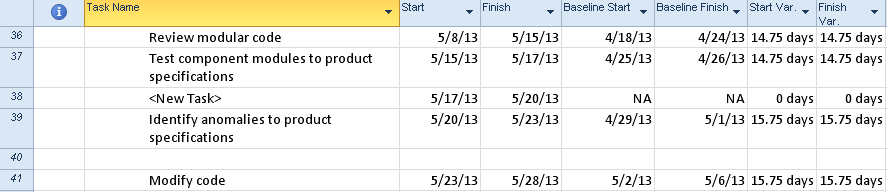 Task Name Start Finish Baseline Start Baseline Finish Start Var. Finish Var.
36 Review modular code 5/8/13 5/15/13 4/18/13 4/24/13 14.75 days 14.75 days
37 Test component modules to product specifications 5/15/13 5/17/13 4/25/13 4/26/13 14.75 days 14.75 days
38 <New Task> 5/17/13 5/20/13 NA NA 0 days 0 days
39 Identify anomalies to product specifications 5/20/13 5/23/13 4/29/13 5/1/13 15.75 days 15.75 days
40
41 Modify code 5/23/13 5/28/13 5/2/13 5/6/13 15.75 days 15.75 days